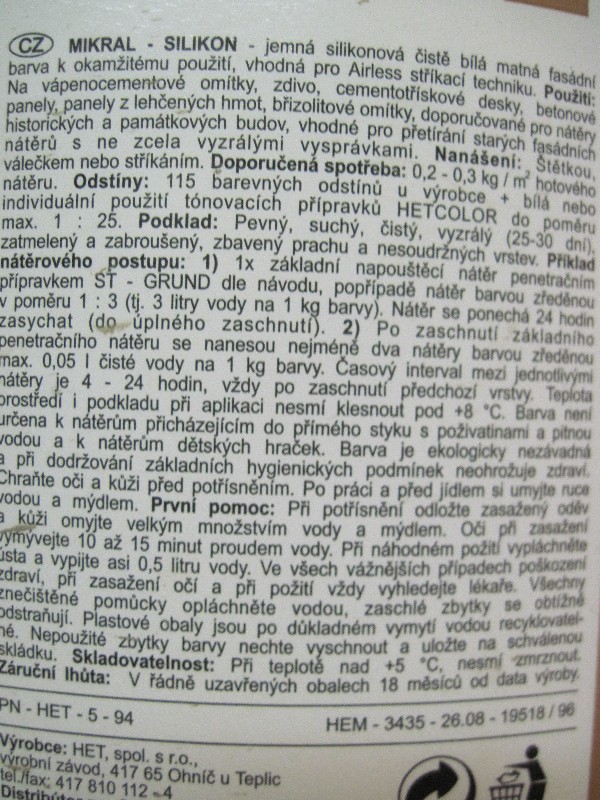 CZ MIKRAL - SILIKON - jemná silikonová čistě bílá matná fasádní
barva k okamžitému použití, vhodná pro Airless stříkací techniku. Použití:
Na vápenocementové omítky, zdivo, cementotřískové desky, betonové
panely, panely z lehčených hmot, břizolitové omítky, doporučované pro nátěry
historických a památkových budov, vhodné pro přetírání starých fasádních
nátěrů s ne zcela vyzrálými vysprávkami. Nanášení: Štětkou,
válečkem nebo stříkáním. Doporučená spotřeba: 0,2 - 0,3 kg / m² hotového
nátěru. Odstíny: 115 barevných odstínů u výrobce + bílá nebo
individuální použití tónovacích přípravků HETCOLOR do poměru
max. 1 : 25. Podklad: Pevný, suchý, čistý, vyzrálý (25-30 dní),
zatmelený a zabroušený, zbavený prachu a nesoudržných vrstev. Příklad
nátěrového postupu: 1) 1x základní napouštěcí nátěr penetračním
přípravkem ST - GRUND dle návodu, popřípadě nátěr barvou zředěnou
v poměru 1 : 3 (tj. 3 litry vody na 1 kg barvy). Nátěr se ponechá 24 hodin
zasychat (do úplného zaschnutí). 2) Po zaschnutí základního
penetračního nátěru se nanesou nejméně dva nátěry barvou zředěnou
max. 0,05 l čisté vody na 1 kg barvy. Časový interval mezi jednotlivými
nátěry je 4 - 24 hodin, vždy po zaschnutí předchozí vrstvy. Teplota
prostředí i podkladu při aplikaci nesmí klesnout pod +8 °C. Barva není
určena k nátěrům přicházejícím do přímého styku s poživatinami a pitnou
vodou a k nátěrům dětských hraček. Barva je ekologicky nezávadná
a při dodržování základních hygienických podmínek neohrožuje zdraví.
Chraňte oči a kůži před potřísněním. Po práci a před jídlem si umyjte ruce
vodou a mýdlem. První pomoc: Při potřísnění odložte zasažený oděv
a kůži omyjte velkým množstvím vody a mýdlem. Oči při zasažení
vymývejte 10 až 15 minut proudem vody. Při náhodném požití vypláchněte
ústa a vypijte asi 0,5 litru vody. Ve všech vážnějších případech poškození
zdraví, při zasažení očí a při požití vždy vyhledejte lékaře. Všechny
znečištěné pomůcky opláchněte vodou, zaschlé zbytky se obtížně
odstraňují. Plastové obaly jsou po důkladném vymytí vodou recyklovatel-
né. Nepoužité zbytky barvy nechte vyschnout a uložte na schválenou
skládku. Skladovatelnost: Při teplotě nad +5 °C, nesmí zmrznout.
Záruční lhůta: V řádně uzavřených obalech 18 měsíců od data výroby.
PN - HET - 5 - 94
HEM - 3435 - 26.08 - 19518 / 96
Výrobce: HET, spol. s r.o.,
výrobní závod, 417 65 Ohníč u Teplic
tel./fax: 417 810 112 - 4